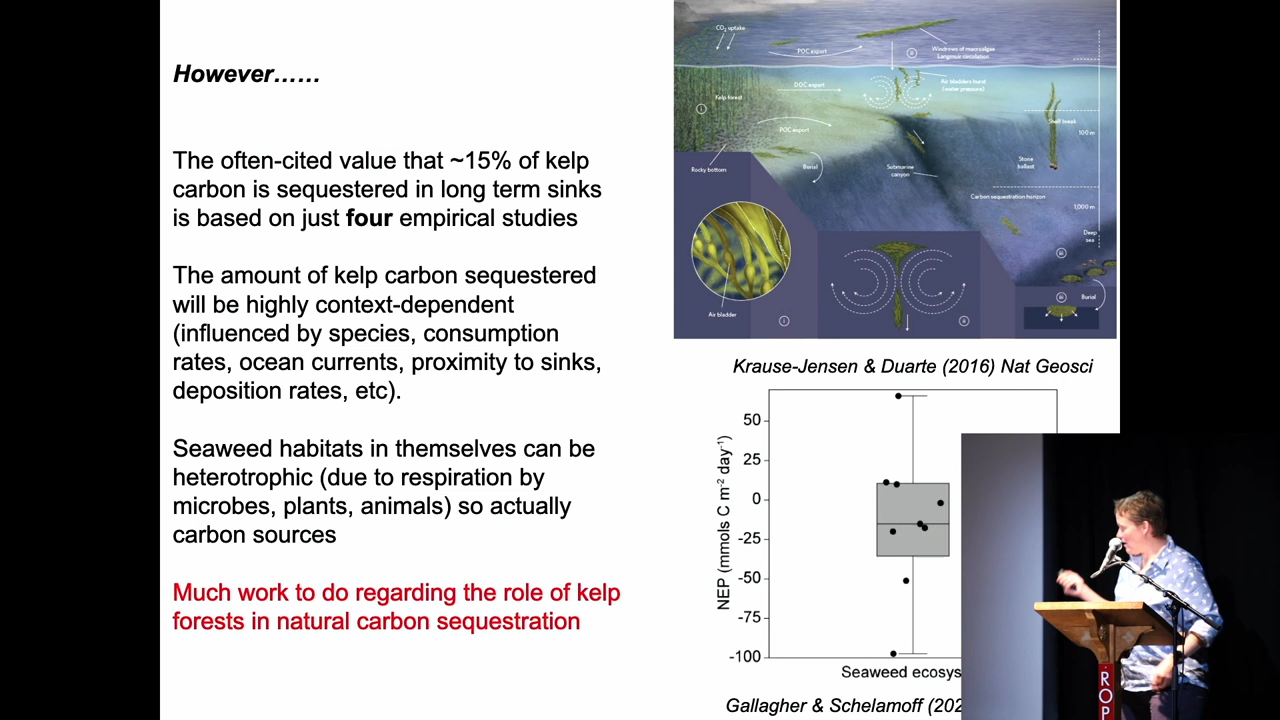 However……
The often-cited value that ~15% of kelp
carbon is sequestered in long term sinks
is based on just four empirical studies
The amount of kelp carbon sequestered
will be highly context-dependent
(influenced by species, consumption
rates, ocean currents, proximity to sinks,
deposition rates, etc).
Seaweed habitats in themselves can be
heterotrophic (due to respiration by
microbes, plants, animals) so actually
carbon sources
Much work to do regarding the role of kelp
forests in natural carbon sequestration
CO2 uptake
POC export
Windrows of macroalgae
Langmuir circulation
ii
Air bladders burst
(water pressure)
DOC export
Kelp forest
i
POC export
Shelf break
100 m
Rocky bottom
Burial
Submarine
canyon
Stone
ballast
Carbon sequestration horizon
1,000 m
Deep
sea
iii
Burial
iii
Air bladder
i
ii
Krause-Jensen & Duarte (2016) Nat Geosci
50
25
0
-25
-50
-75
-100
NEP (mmols C m-2 day-1)
Seaweed ecosys
Gallagher & Schelamoff (202
ROP